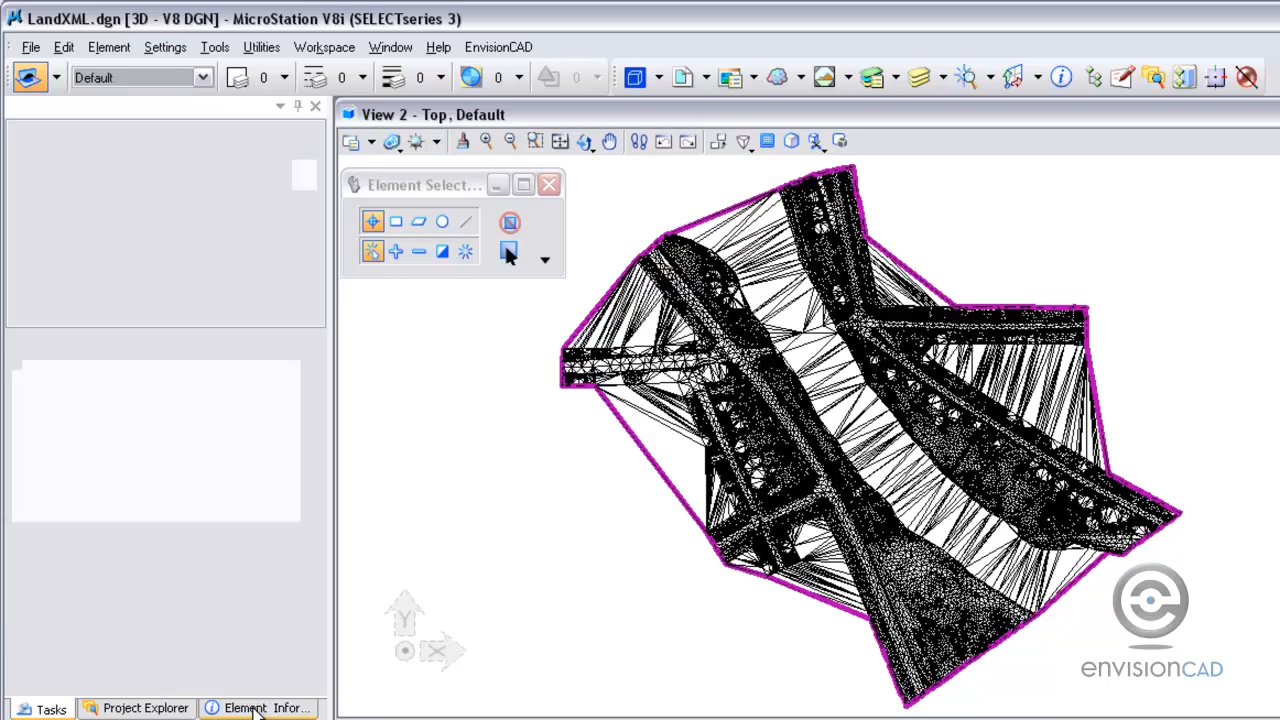 LandXML.dgn [3D - V8 DGN] - MicroStation V8i (SELECTseries 3)
File Edit Element Settings Tools Utilities Workspace Window Help EnvisionCAD
Default 0 0 0 0 0
View 2 - Top, Default
Element Selec...
Y
X
envisionCAD
Tasks Project Explorer Element Infor...